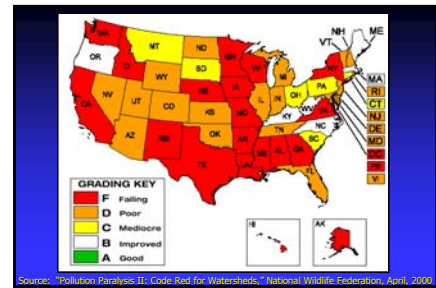 NH
ME
VT
WA
MT
ND
MN
OR
ID
SD
WI
MI
NY
WY
NE
IA
PA
NV
UT
CO
IL
IN
OH
WV
VA
CA
KS
MO
KY
NC
AZ
NM
OK
AR
TN
SC
TX
LA
MS
AL
GA
FL
MA
RI
CT
NJ
DE
MD
DC
PR
VI
GRADING KEY
F Failing
D Poor
C Mediocre
B Improved
A Good
HI
AK
Source: "Pollution Paralysis II: Code Red for Watersheds," National Wildlife Federation, April, 2000